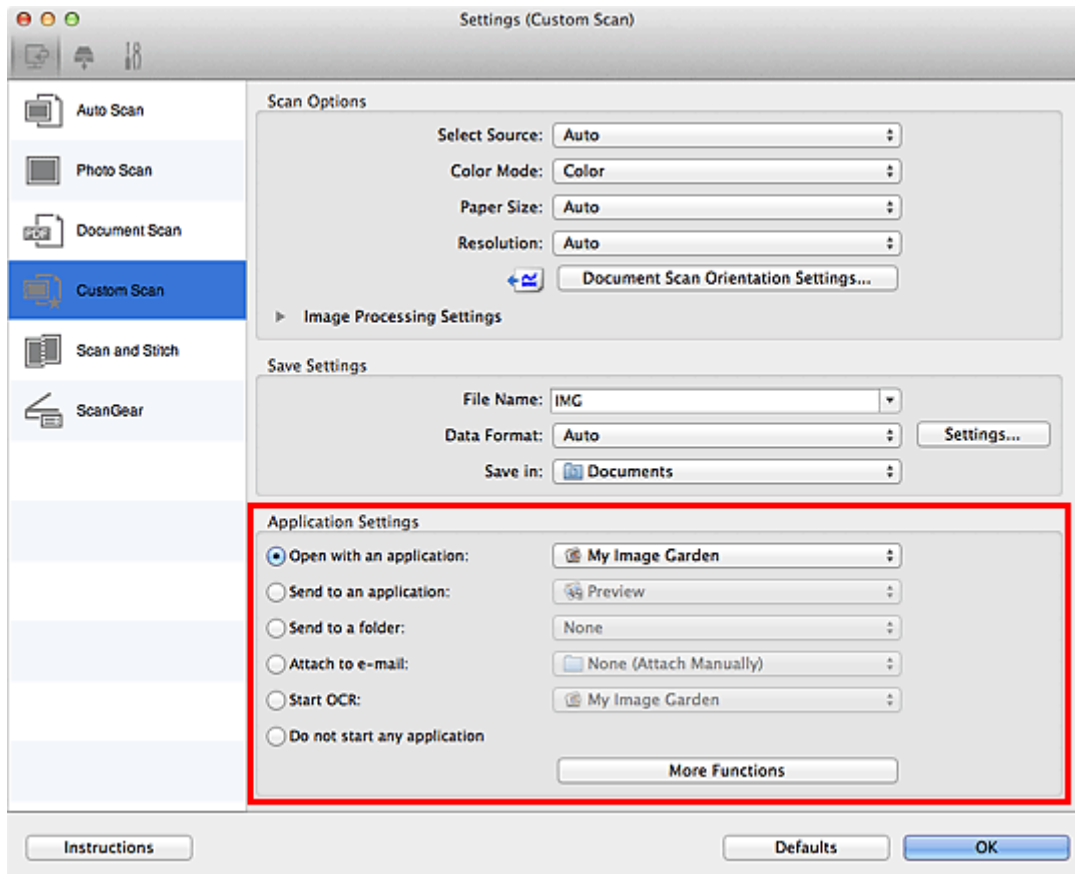 Settings (Custom Scan)
Auto Scan
Photo Scan
PDF
Document Scan
Custom Scan
Scan and Stitch
ScanGear
Scan Options
Select Source: Auto
Color Mode: Color
Paper Size: Auto
Resolution: Auto
Document Scan Orientation Settings...
Image Processing Settings
Save Settings
File Name: IMG
Data Format: Auto Settings...
Save in: Documents
Application Settings
Open with an application: My Image Garden
Send to an application: Preview
Send to a folder: None
Attach to e-mail: None (Attach Manually)
Start OCR: My Image Garden
Do not start any application
More Functions
Instructions Defaults OK